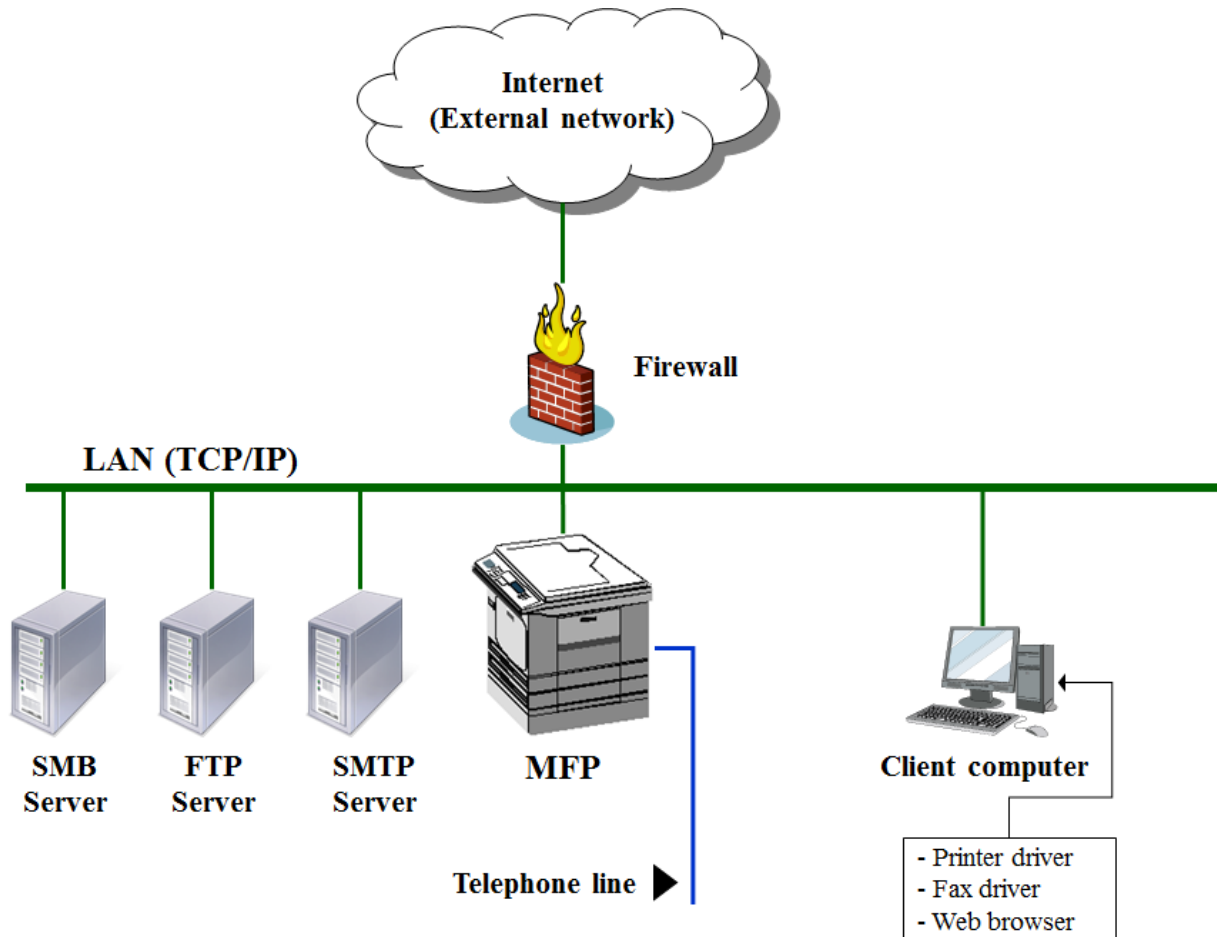 Internet
(External network)
Firewall
LAN (TCP/IP)
SMB
Server
FTP
Server
SMTP
Server
MFP
Client computer
Telephone line
- Printer driver
- Fax driver
- Web browser